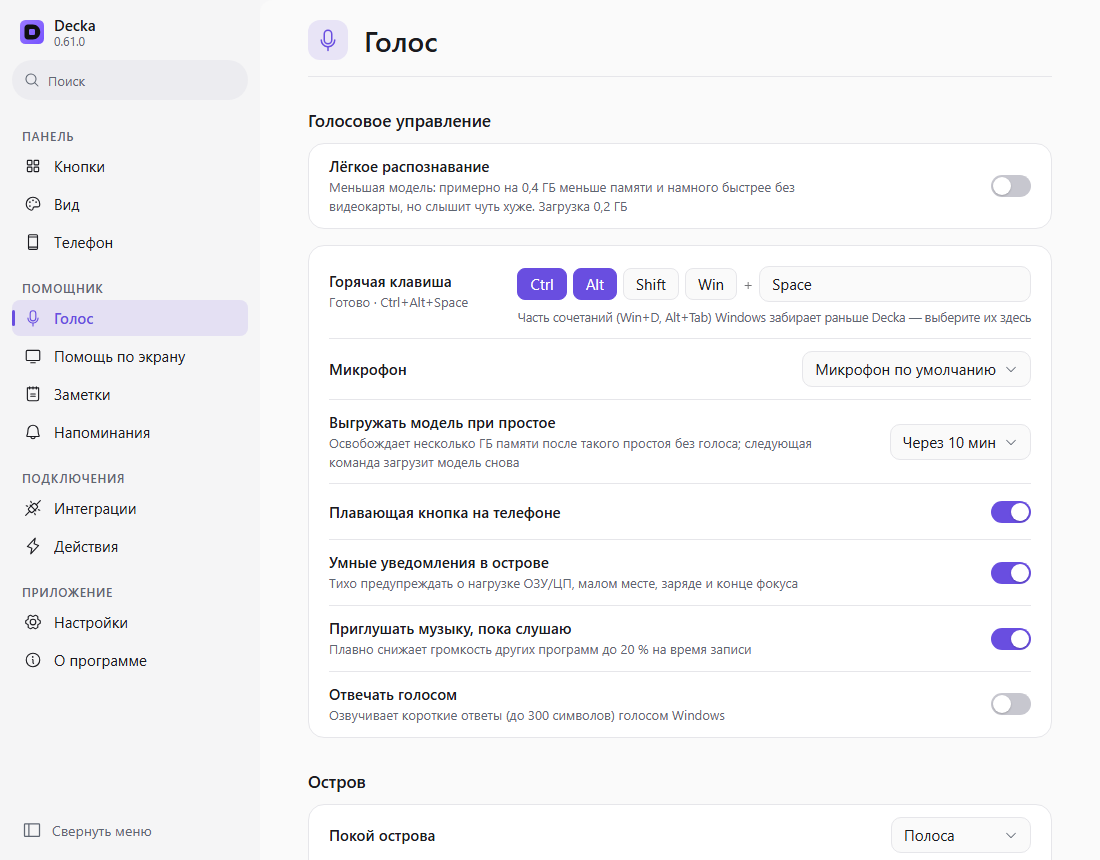 Decka
0.61.0
Поиск
ПАНЕЛЬ
Кнопки
Вид
Телефон
ПОМОЩНИК
Голос
Помощь по экрану
Заметки
Напоминания
ПОДКЛЮЧЕНИЯ
Интеграции
Действия
ПРИЛОЖЕНИЕ
Настройки
О программе
Свернуть меню
Голос
Голосовое управление
Лёгкое распознавание
Меньшая модель: примерно на 0,4 ГБ меньше памяти и намного быстрее без
видеокарты, но слышит чуть хуже. Загрузка 0,2 ГБ
Горячая клавиша
Готово · Ctrl+Alt+Space
Ctrl Alt Shift Win + Space
Часть сочетаний (Win+D, Alt+Tab) Windows забирает раньше Decka — выберите их здесь
Микрофон
Микрофон по умолчанию
Выгружать модель при простое
Освобождает несколько ГБ памяти после такого простоя без голоса; следующая
команда загрузит модель снова
Через 10 мин
Плавающая кнопка на телефоне
Умные уведомления в острове
Тихо предупреждать о нагрузке ОЗУ/ЦП, малом месте, заряде и конце фокуса
Приглушать музыку, пока слушаю
Плавно снижает громкость других программ до 20 % на время записи
Отвечать голосом
Озвучивает короткие ответы (до 300 символов) голосом Windows
Остров
Покой острова
Полоса